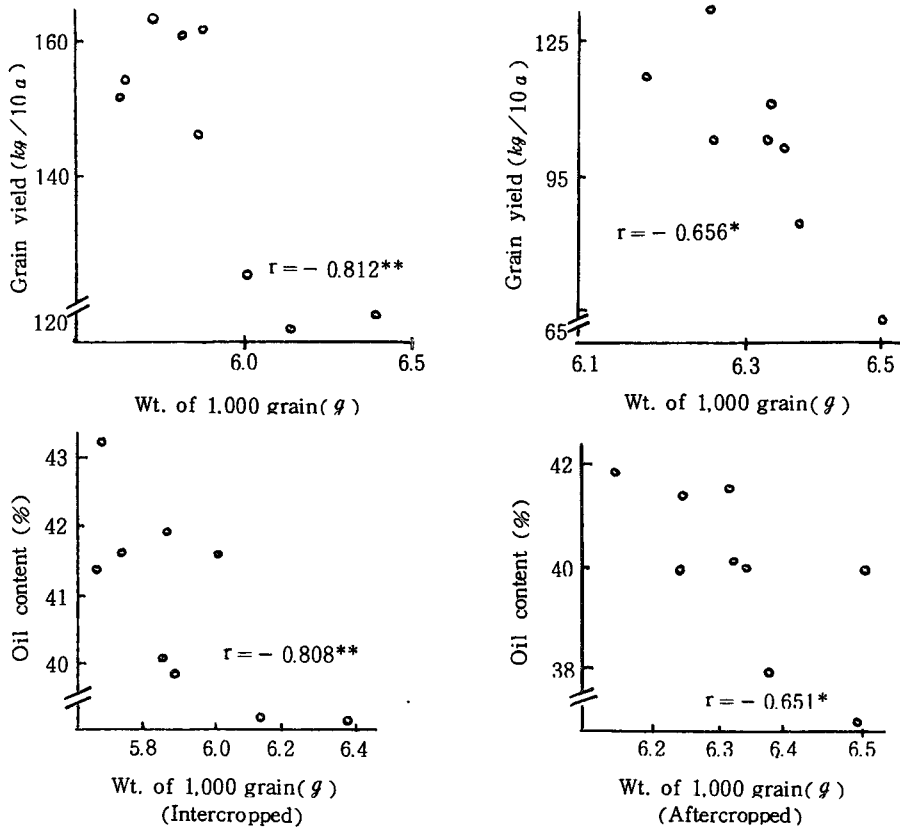 Grain yield (kg/10 a)
160
140
120
r = - 0.812**
6.0
6.5
Wt. of 1.000 grain( g )
Grain yield (kg/10 a)
125
95
65
r = - 0.656*
6.1
6.3
6.5
Wt. of 1,000 grain( g )
Oil content (%)
43
42
41
40
r = - 0.808**
5.8
6.0
6.2
6.4
Wt. of 1,000 grain( g )
(Intercropped)
Oil content (%)
42
40
38
r = - 0.651*
6.2
6.3
6.4
6.5
Wt. of 1,000 grain( g )
(Aftercropped)